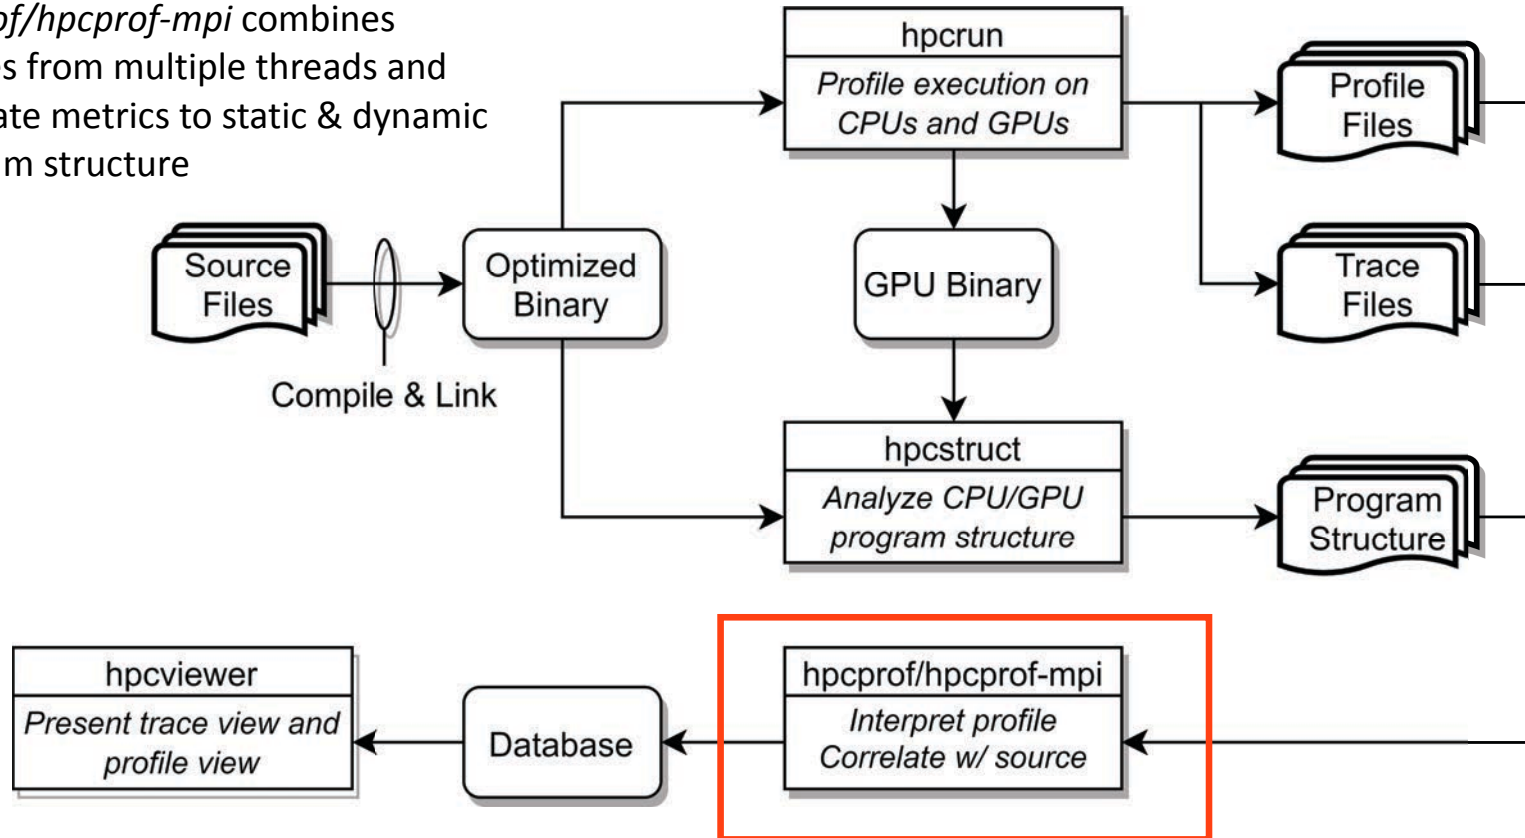 of/hpcprof-mpi combines
es from multiple threads and
ate metrics to static & dynamic
m structure
hpcrun
Profile execution on
CPUs and GPUs
Profile
Files
Source
Files
Optimized
Binary
GPU Binary
Trace
Files
Compile & Link
hpcstruct
Analyze CPU/GPU
program structure
Program
Structure
hpcviewer
Present trace view and
profile view
Database
hpcprof/hpcprof-mpi
Interpret profile
Correlate w/ source